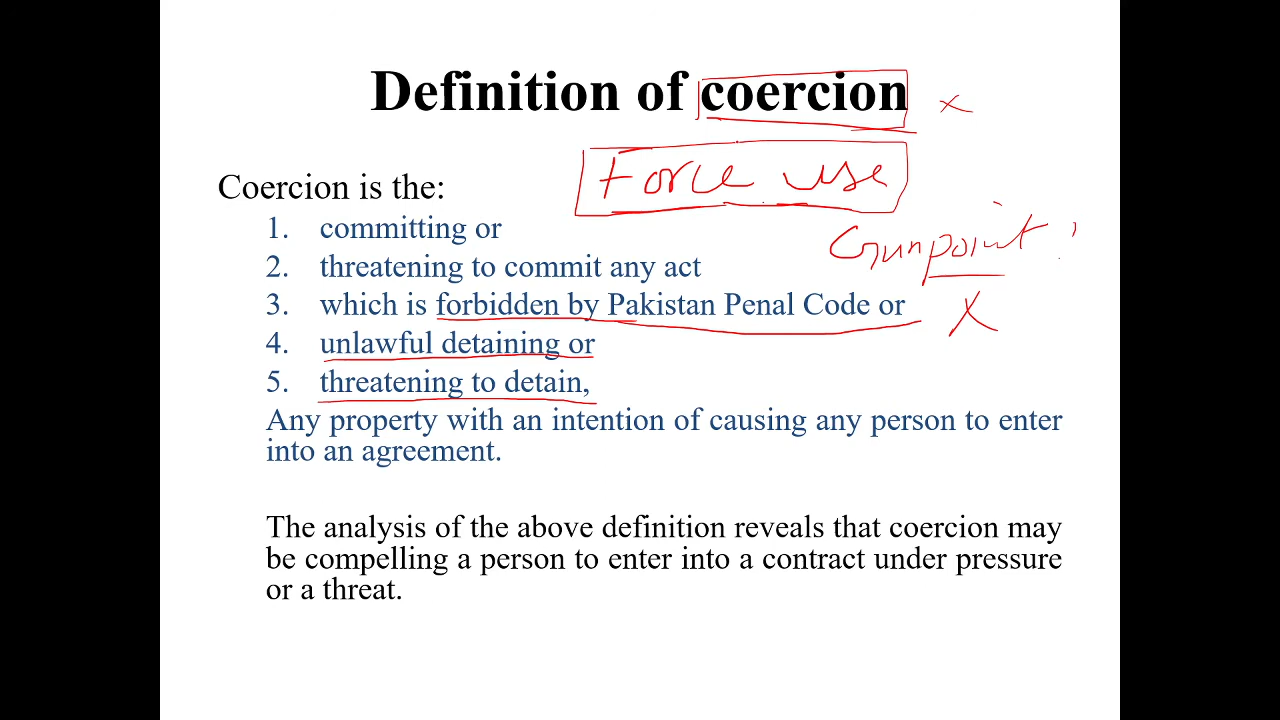 Definition of coercion
Force use
Coercion is the:
1. committing or
Gunpoint
2. threatening to commit any act
3. which is forbidden by Pakistan Penal Code or
4. unlawful detaining or
5. threatening to detain,
Any property with an intention of causing any person to enter
into an agreement.
The analysis of the above definition reveals that coercion may
be compelling a person to enter into a contract under pressure
or a threat.